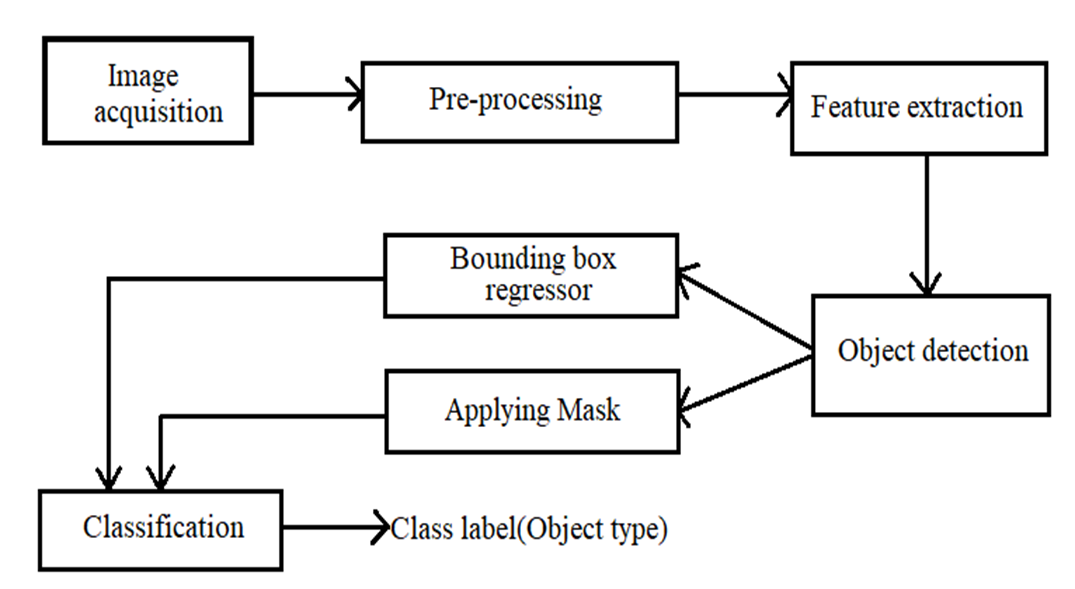 Image
acquisition
Pre-processing
Feature extraction
Bounding box
regressor
Object detection
Applying Mask
Classification
Class label(Object type)